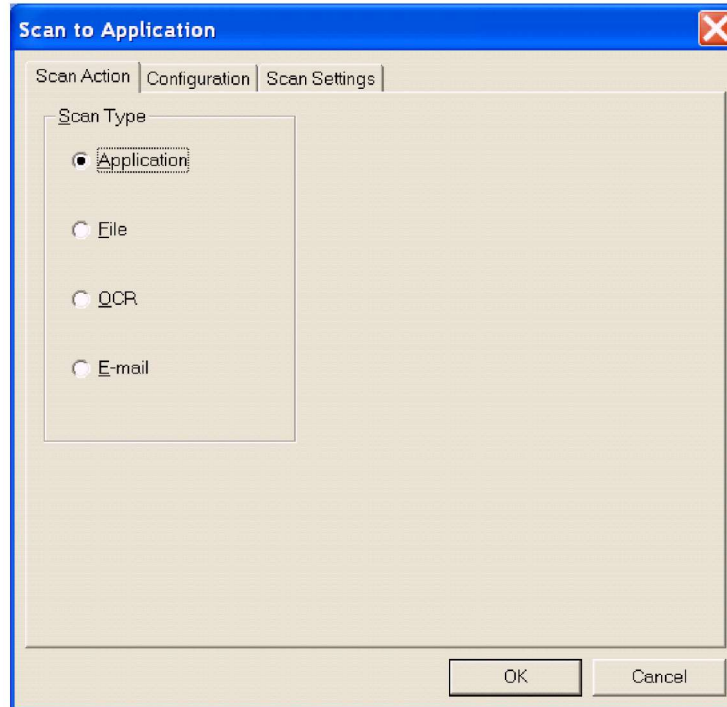 Scan to Application
Scan Action Configuration Scan Settings
Scan Type
Application
File
OCR
E-mail
OK Cancel